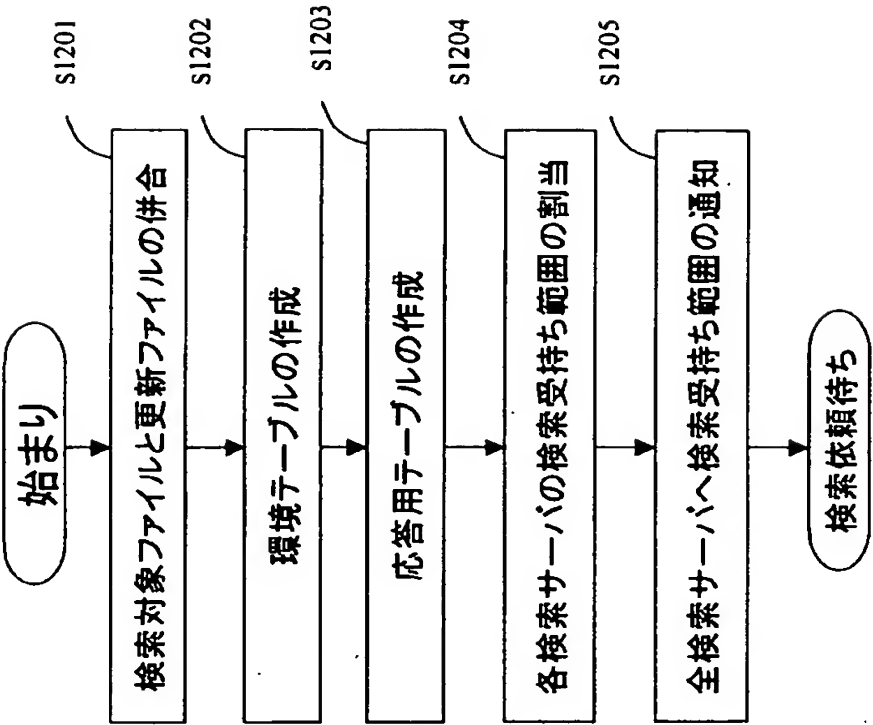 始まり
検索対象ファイルと更新ファイルの併合
S1201
環境テーブルの作成
S1202
応答用テーブルの作成
S1203
各検索サーバの検索受持ち範囲の割当
S1204
全検索サーバへ検索受持ち範囲の通知
S1205
検索依頼待ち